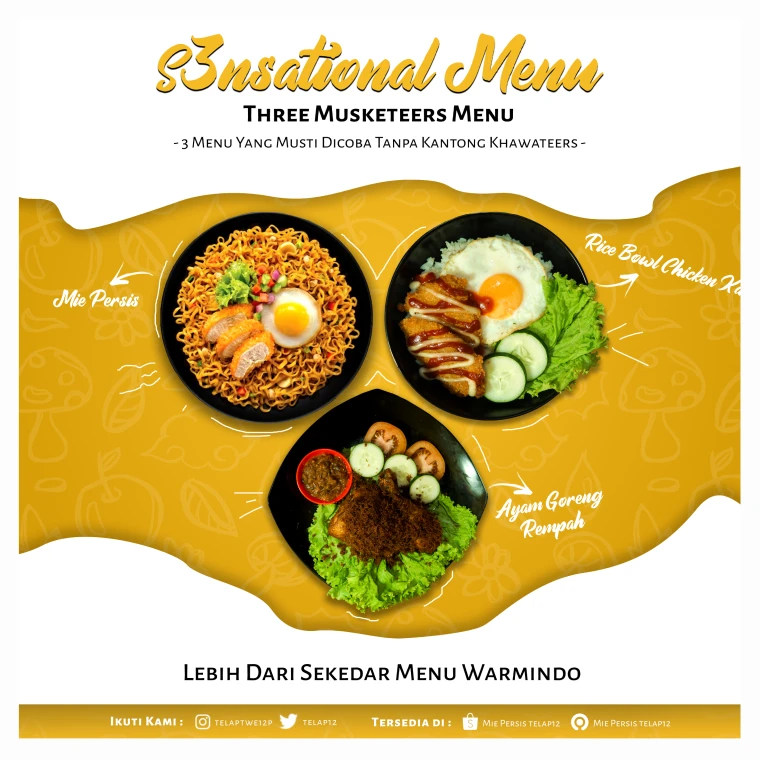 S3nsational Menu
Three Musketeers Menu
- 3 Menu Yang Musti Dicoba Tanpa Kantong Khawateers -
Mie Persis
Rice Bowl Chicken
Ayam Goreng
Rempah
Lebih Dari Sekedar Menu Warmindo
Ikuti Kami : telaptwe12p telap12 Tersedia di : Mie Persis telap12 Mie Persis telap12